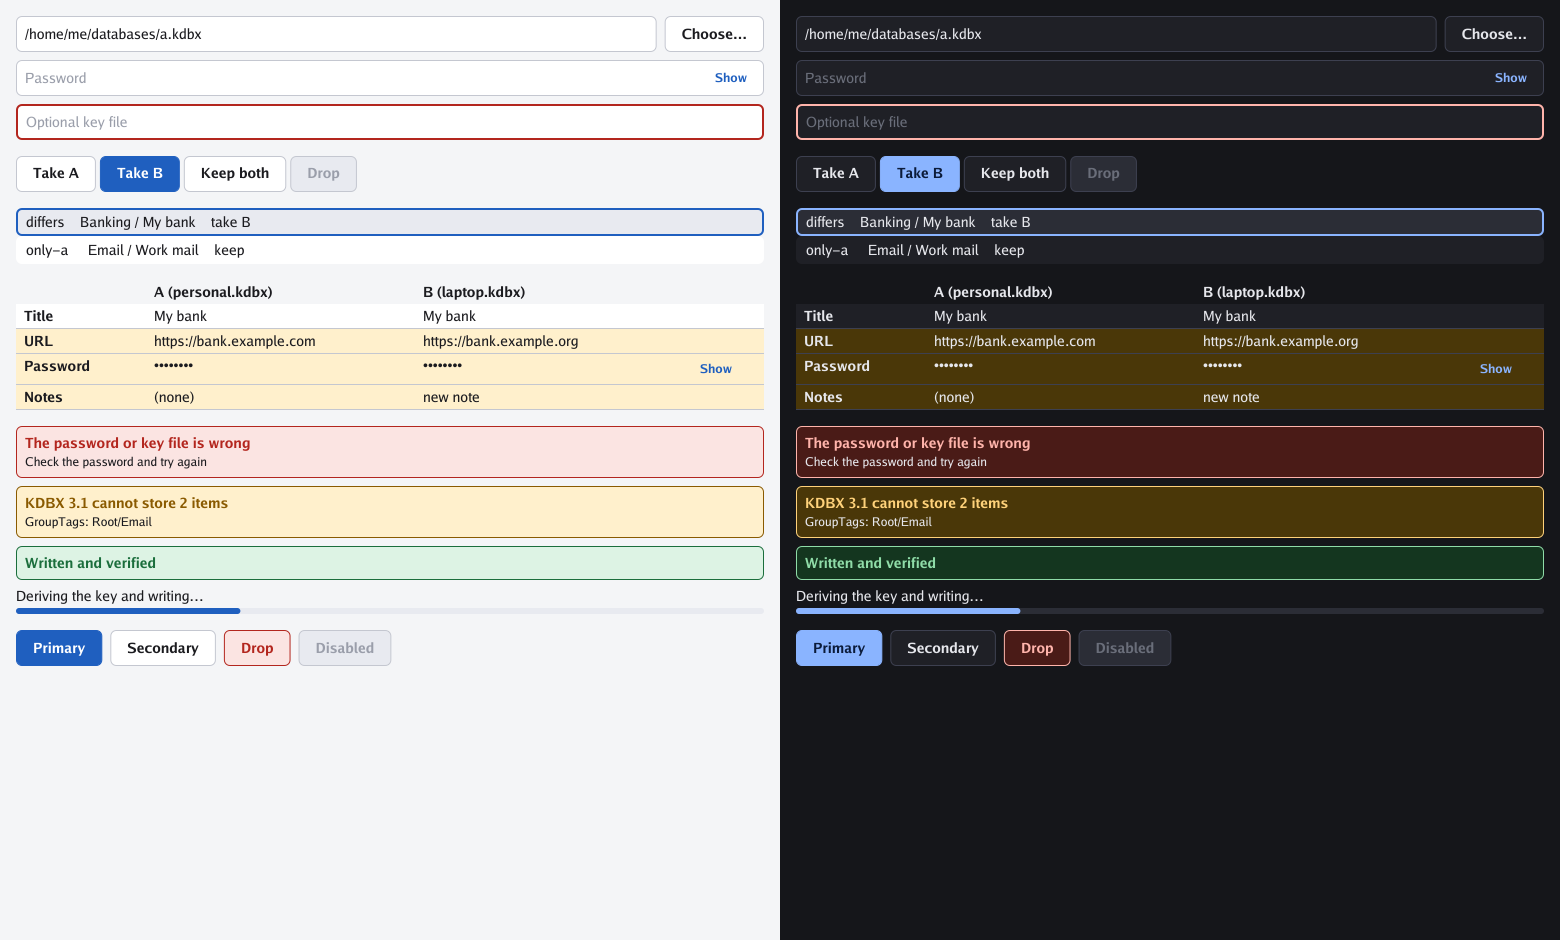 /home/me/databases/a.kdbx Choose...
Password Show
Optional key file
Take A Take B Keep both Drop
differs Banking / My bank take B
only-a Email / Work mail keep
A (personal.kdbx) B (laptop.kdbx)
Title My bank My bank
URL https://bank.example.com https://bank.example.org
Password •••••••• •••••••• Show
Notes (none) new note
The password or key file is wrong
Check the password and try again
KDBX 3.1 cannot store 2 items
GroupTags: Root/Email
Written and verified
Deriving the key and writing...
Primary Secondary Drop Disabled
/home/me/databases/a.kdbx Choose...
Password Show
Optional key file
Take A Take B Keep both Drop
differs Banking / My bank take B
only-a Email / Work mail keep
A (personal.kdbx) B (laptop.kdbx)
Title My bank My bank
URL https://bank.example.com https://bank.example.org
Password •••••••• •••••••• Show
Notes (none) new note
The password or key file is wrong
Check the password and try again
KDBX 3.1 cannot store 2 items
GroupTags: Root/Email
Written and verified
Deriving the key and writing...
Primary Secondary Drop Disabled